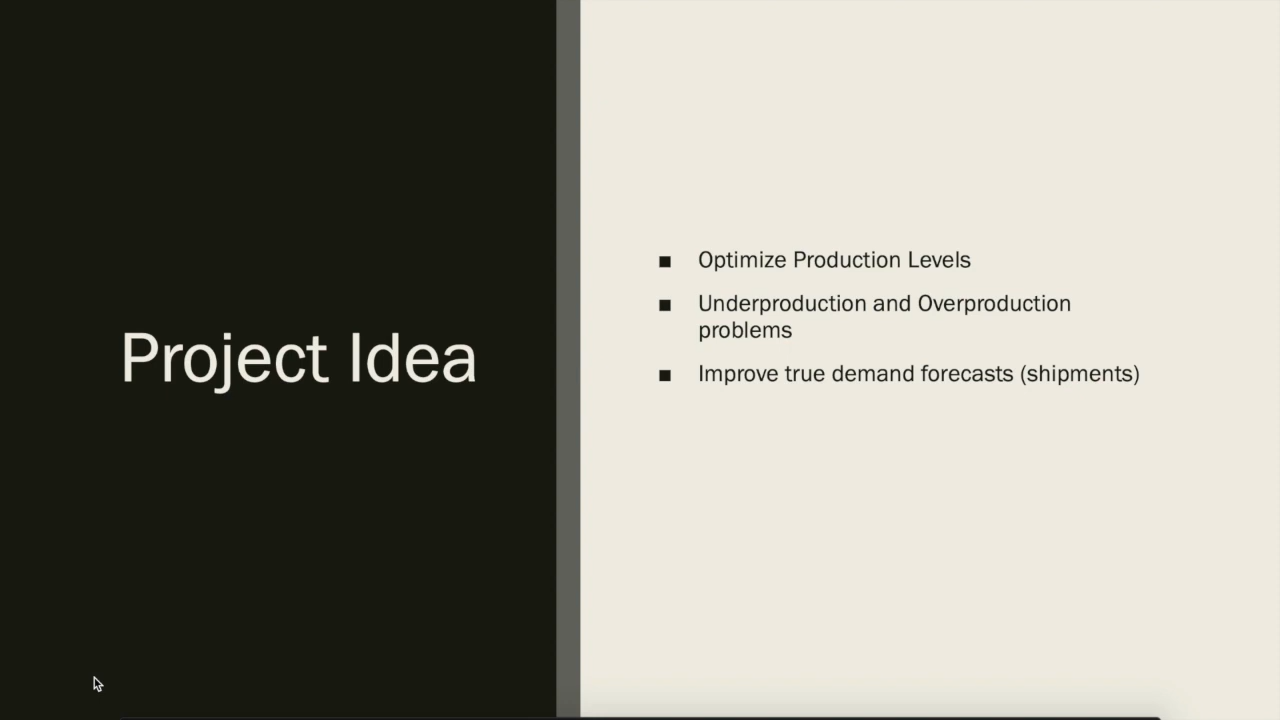 Project Idea
■ Optimize Production Levels
■ Underproduction and Overproduction
problems
■ Improve true demand forecasts (shipments)